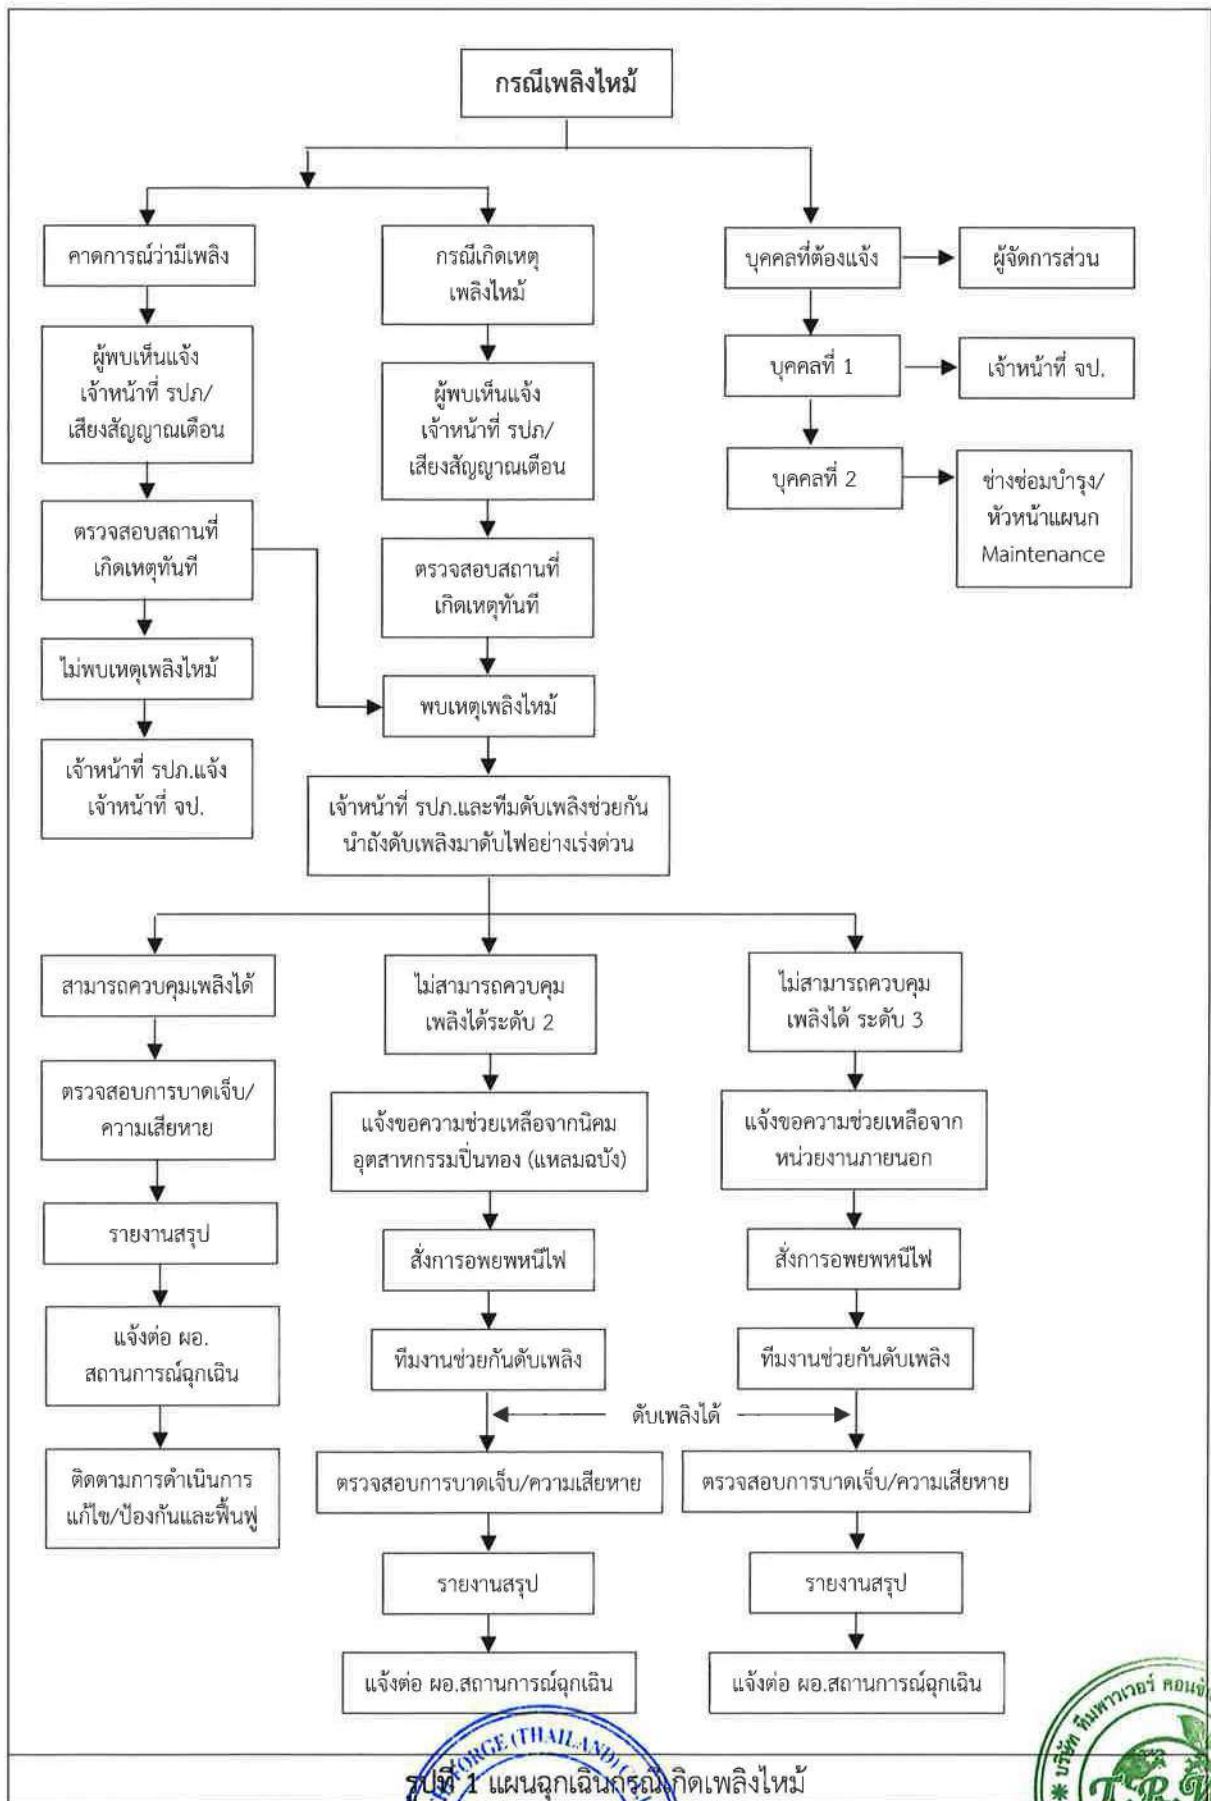 กรณีเพลิงไหม้
คาดการณ์ว่ามีเพลิง
ผู้พบเห็นแจ้ง
เจ้าหน้าที่ รปภ/
เสียงสัญญาณเตือน
ตรวจสอบสถานที่
เกิดเหตุทันที
ไม่พบเหตุเพลิงไหม้
เจ้าหน้าที่ รปภ.แจ้ง
เจ้าหน้าที่ จป.
กรณีเกิดเหตุ
เพลิงไหม้
ผู้พบเห็นแจ้ง
เจ้าหน้าที่ รปภ/
เสียงสัญญาณเตือน
ตรวจสอบสถานที่
เกิดเหตุทันที
พบเหตุเพลิงไหม้
เจ้าหน้าที่ รปภ.และทีมดับเพลิงช่วยกัน
นำถังดับเพลิงมาดับไฟอย่างเร่งด่วน
บุคคลที่ต้องแจ้ง
ผู้จัดการส่วน
บุคคลที่ 1
เจ้าหน้าที่ จป.
บุคคลที่ 2
ช่างซ่อมบำรุง/
หัวหน้าแผนก
Maintenance
สามารถควบคุมเพลิงได้
ตรวจสอบการบาดเจ็บ/
ความเสียหาย
รายงานสรุป
แจ้งต่อ ผอ.
สถานการณ์ฉุกเฉิน
ติดตามการดำเนินการ
แก้ไข/ป้องกันและฟื้นฟู
ไม่สามารถควบคุม
เพลิงได้ระดับ 2
แจ้งขอความช่วยเหลือจากนิคม
อุตสาหกรรมปิ่นทอง (แหลมฉบัง)
สั่งการอพยพหนีไฟ
ทีมงานช่วยกันดับเพลิง
ดับเพลิงได้
ตรวจสอบการบาดเจ็บ/ความเสียหาย
รายงานสรุป
แจ้งต่อ ผอ.สถานการณ์ฉุกเฉิน
ไม่สามารถควบคุม
เพลิงได้ ระดับ 3
แจ้งขอความช่วยเหลือจาก
หน่วยงานภายนอก
สั่งการอพยพหนีไฟ
ทีมงานช่วยกันดับเพลิง
ตรวจสอบการบาดเจ็บ/ความเสียหาย
รายงานสรุป
แจ้งต่อ ผอ.สถานการณ์ฉุกเฉิน
FORGE (THAILAND)
บริษัท ทีมพาวเวอร์
รูปที่ 1 แผนฉุกเฉินกรณีเกิดเพลิงไหม้